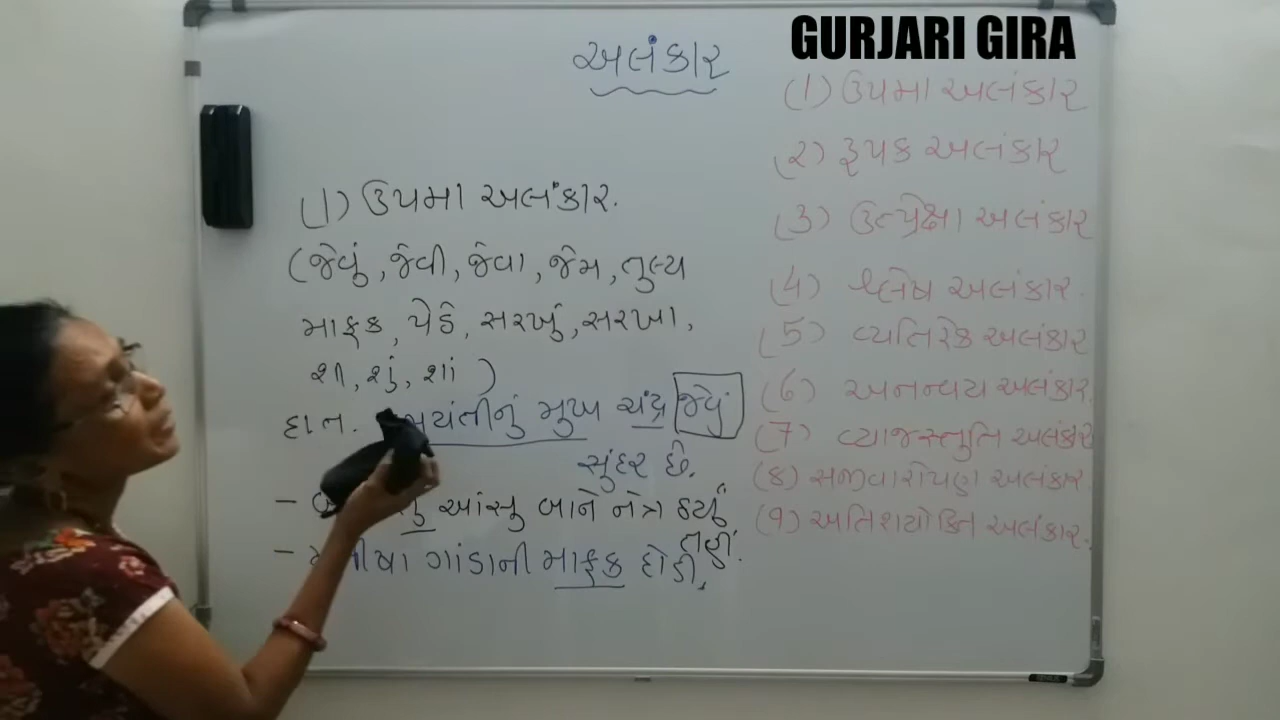 GURJARI GIRA
અલંકાર
(1) ઉપમા અલંકાર.
(જેવું, જેવી, જેવા, જેમ, તુલ્ય
માફક, પેઠે, સરખું, સરખા,
શી, શું, શાં)
દા.ત. મુખ ચંદ્ર જેવું
સુંદર છે.
- આંસુ બાને નેત્ર
નહીં.
- ગાંડાની માફક દોડી.
(1) ઉપમા અલંકાર
(૨) રૂપક અલંકાર
(3) ઉત્પ્રેક્ષા અલંકાર
(4) શ્લેષ અલંકાર.
(5) વ્યતિરેક અલંકાર
(6) અનન્વય અલંકાર.
(7) વ્યાજસ્તુતિ અલંકાર
(8) સજીવારોપણ અલંકાર
(9) અતિશયોક્તિ અલંકાર.